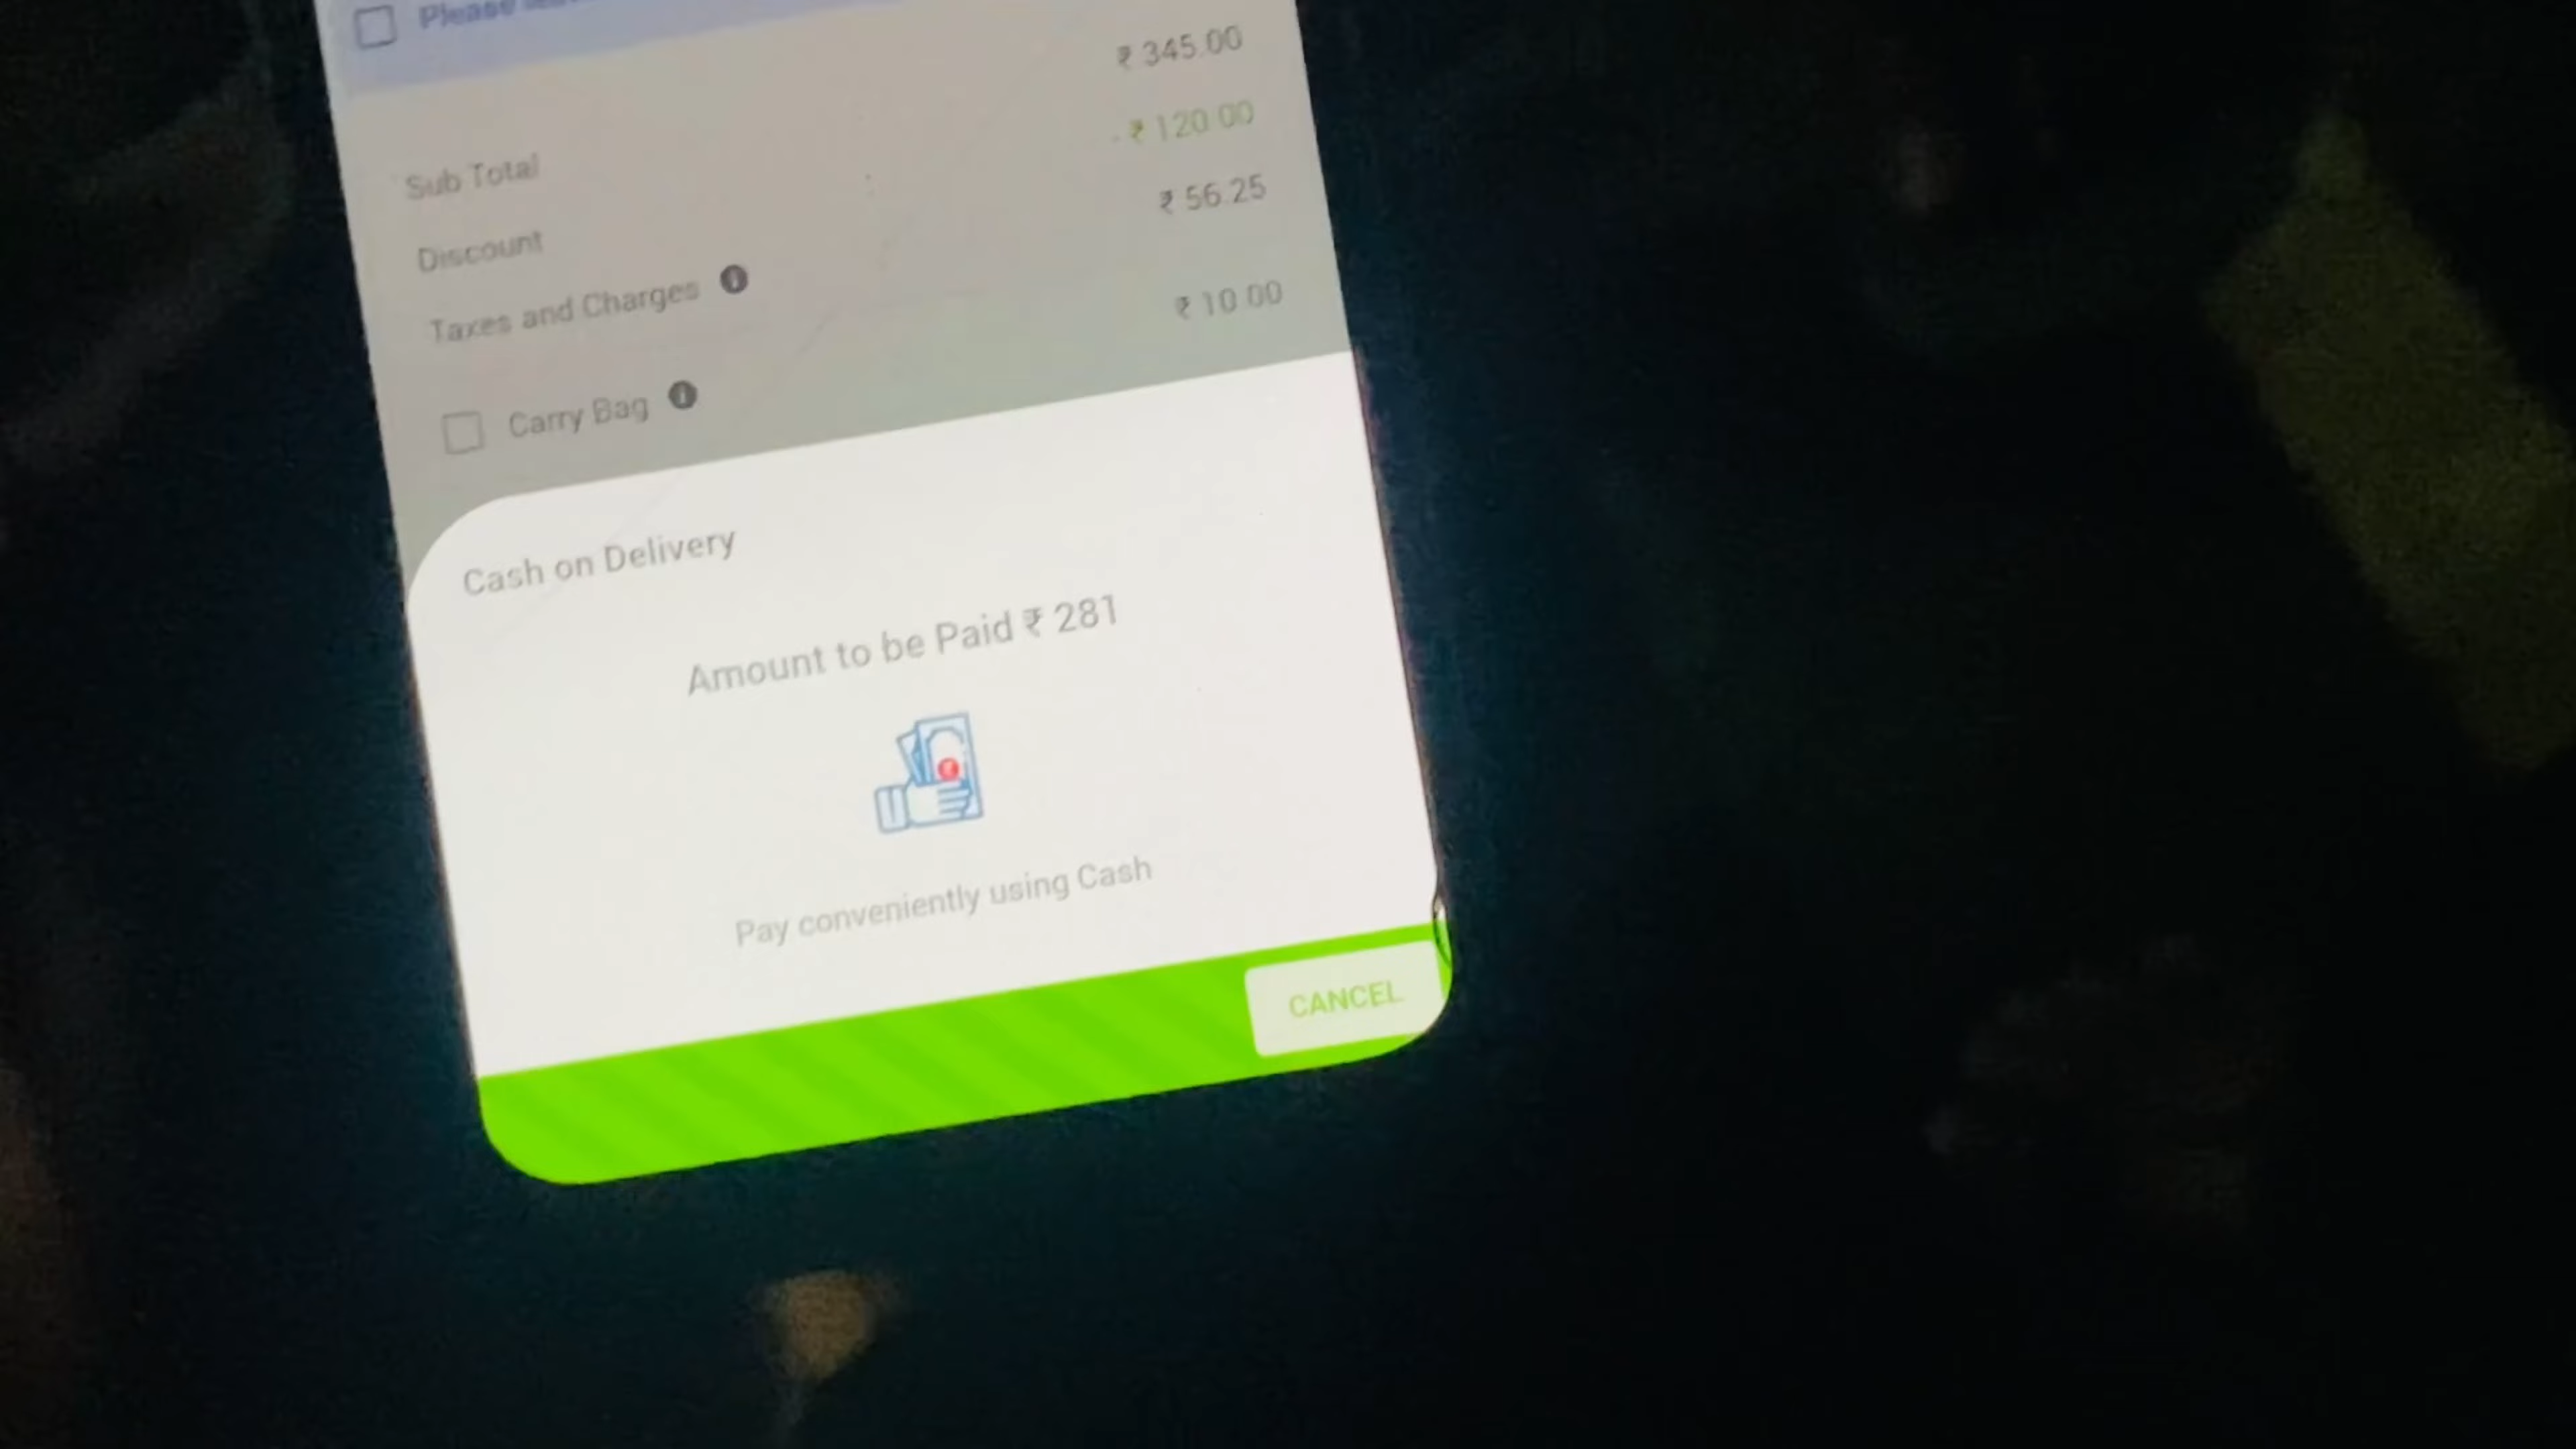 Please
Sub Total ₹ 345.00
Discount - ₹ 120.00
Taxes and Charges ₹ 56.25
Carry Bag ₹ 10.00
Cash on Delivery
Amount to be Paid ₹ 281
Pay conveniently using Cash
CANCEL